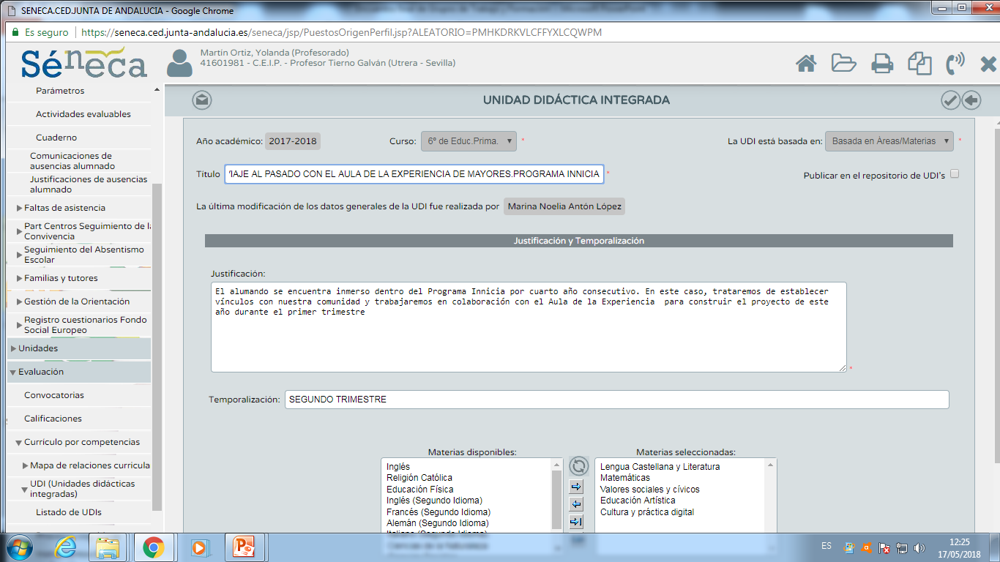 SENECA.CED.JUNTA DE ANDALUCIA - Google Chrome
Es seguro | https://seneca.ced.junta-andalucia.es/seneca/jsp/PuestosOrigenPerfil.jsp?ALEATORIO=PMHKDRKVLCFFYXLCQWPM
Séneca
Martín Ortiz, Yolanda (Profesorado)
41601981 - C.E.I.P. - Profesor Tierno Galván (Utrera - Sevilla)
Parámetros
Actividades evaluables
Cuaderno
Comunicaciones de
ausencias alumnado
Justificaciones de ausencias
alumnado
Faltas de asistencia
Part Centros Seguimiento de la
Convivencia
Seguimiento del Absentismo
Escolar
Familias y tutores
Gestión de la Orientación
Registro cuestionarios Fondo
Social Europeo
Unidades
Evaluación
Convocatorias
Calificaciones
Currículo por competencias
Mapa de relaciones curricula
UDI (Unidades didácticas
integradas)
Listado de UDIs
UNIDAD DIDÁCTICA INTEGRADA
Año académico: 2017-2018 Curso: 6º de Educ.Prima. * La UDI está basada en: Basada en Áreas/Materias *
Título IAJE AL PASADO CON EL AULA DE LA EXPERIENCIA DE MAYORES.PROGRAMA INNICIA * Publicar en el repositorio de UDI's
La última modificación de los datos generales de la UDI fue realizada por Marina Noelia Antón López
Justificación y Temporalización
Justificación:
El alumando se encuentra inmerso dentro del Programa Innicia por cuarto año consecutivo. En este caso, trataremos de establecer
vínculos con nuestra comunidad y trabajaremos en colaboración con el Aula de la Experiencia para construir el proyecto de este
año durante el primer trimestre
*
Temporalización: SEGUNDO TRIMESTRE
Materias disponibles:
Inglés
Religión Católica
Educación Física
Inglés (Segundo Idioma)
Francés (Segundo Idioma)
Alemán (Segundo Idioma)
Materias seleccionadas:
Lengua Castellana y Literatura
Matemáticas
Valores sociales y cívicos
Educación Artística
Cultura y práctica digital
ES
12:25
17/05/2018